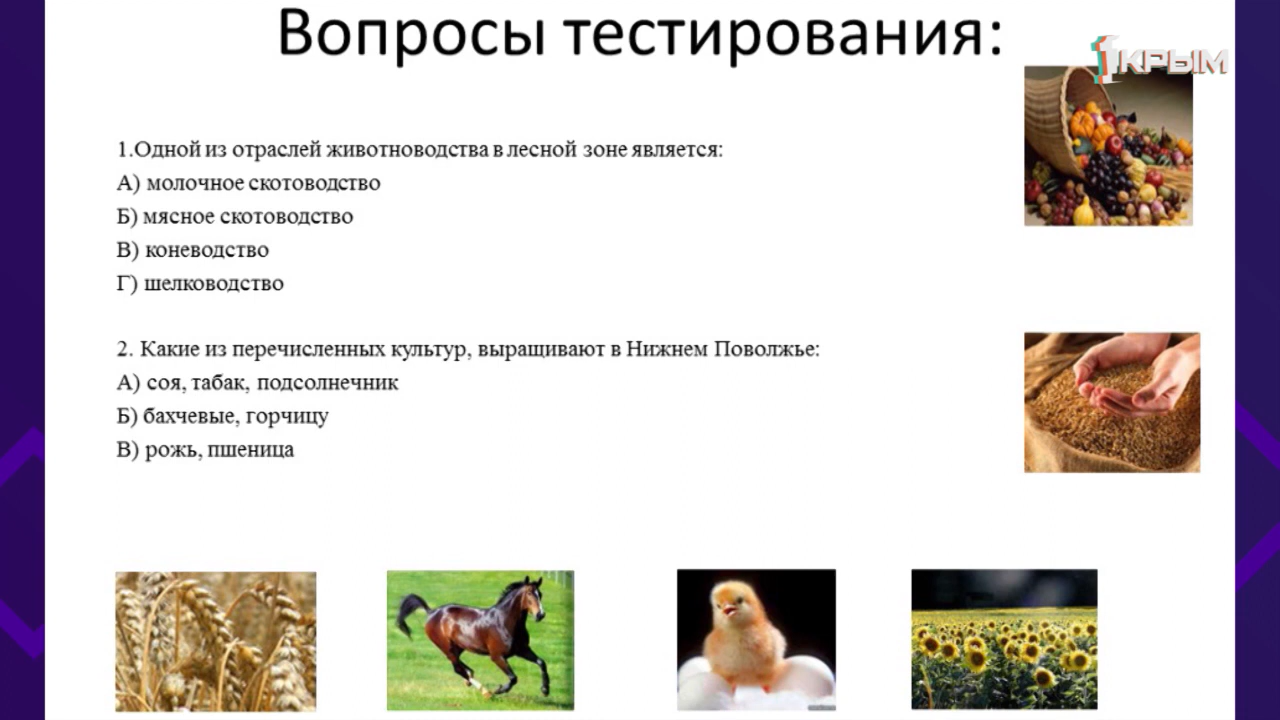 Вопросы тестирования:
1КРЫМ
1.Одной из отраслей животноводства в лесной зоне является:
А) молочное скотоводство
Б) мясное скотоводство
В) коневодство
Г) шелководство
2. Какие из перечисленных культур, выращивают в Нижнем Поволжье:
А) соя, табак, подсолнечник
Б) бахчевые, горчицу
В) рожь, пшеница